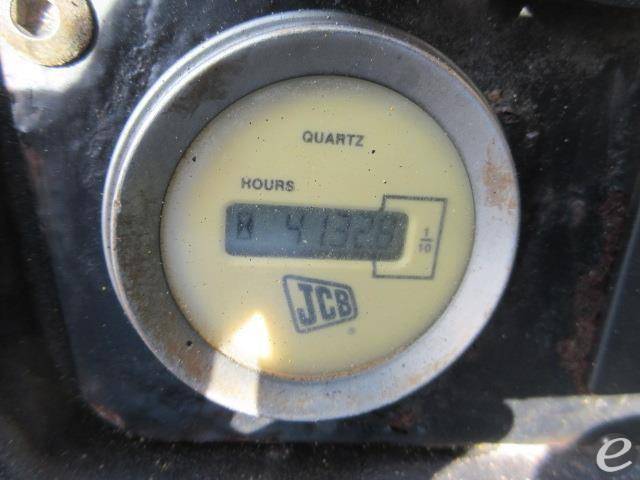 QUARTZ
HOURS
41328
1/10
JCB
e